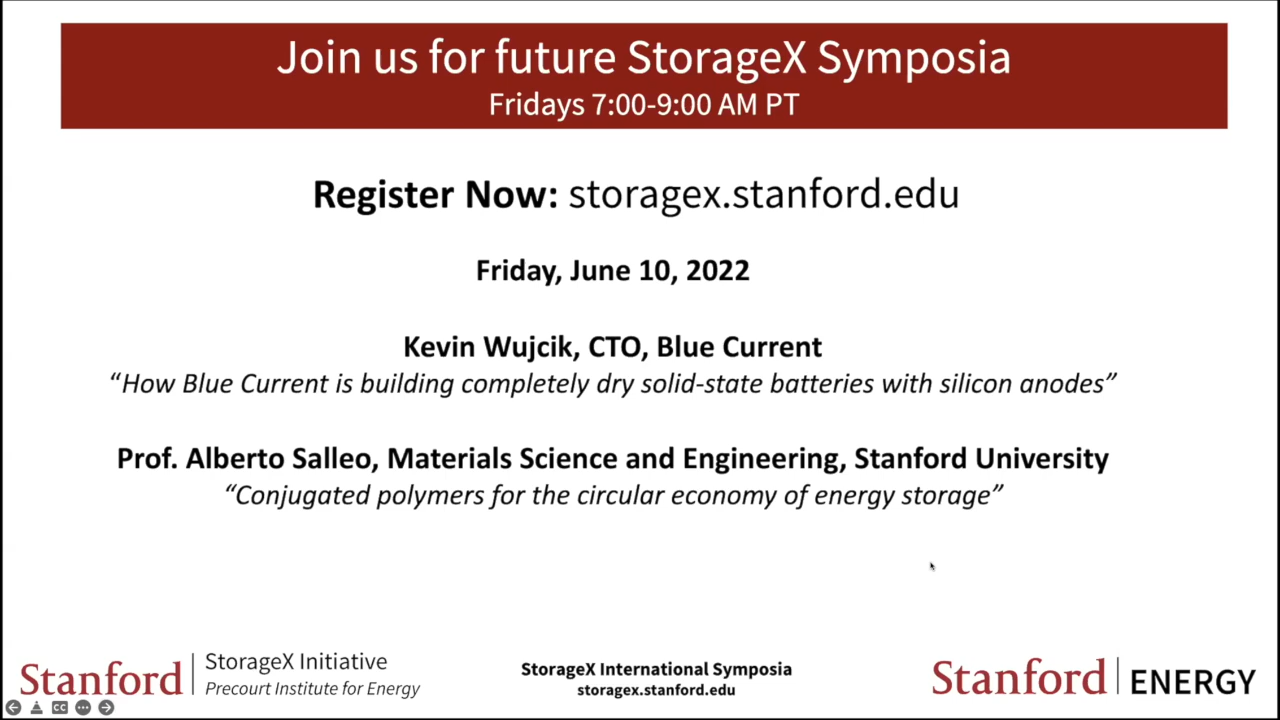 Join us for future StorageX Symposia
Fridays 7:00-9:00 AM PT
Register Now: storagex.stanford.edu
Friday, June 10, 2022
Kevin Wujcik, CTO, Blue Current
“How Blue Current is building completely dry solid-state batteries with silicon anodes”
Prof. Alberto Salleo, Materials Science and Engineering, Stanford University
“Conjugated polymers for the circular economy of energy storage”
Stanford | StorageX Initiative
Precourt Institute for Energy
StorageX International Symposia
storagex.stanford.edu
Stanford | ENERGY
CC